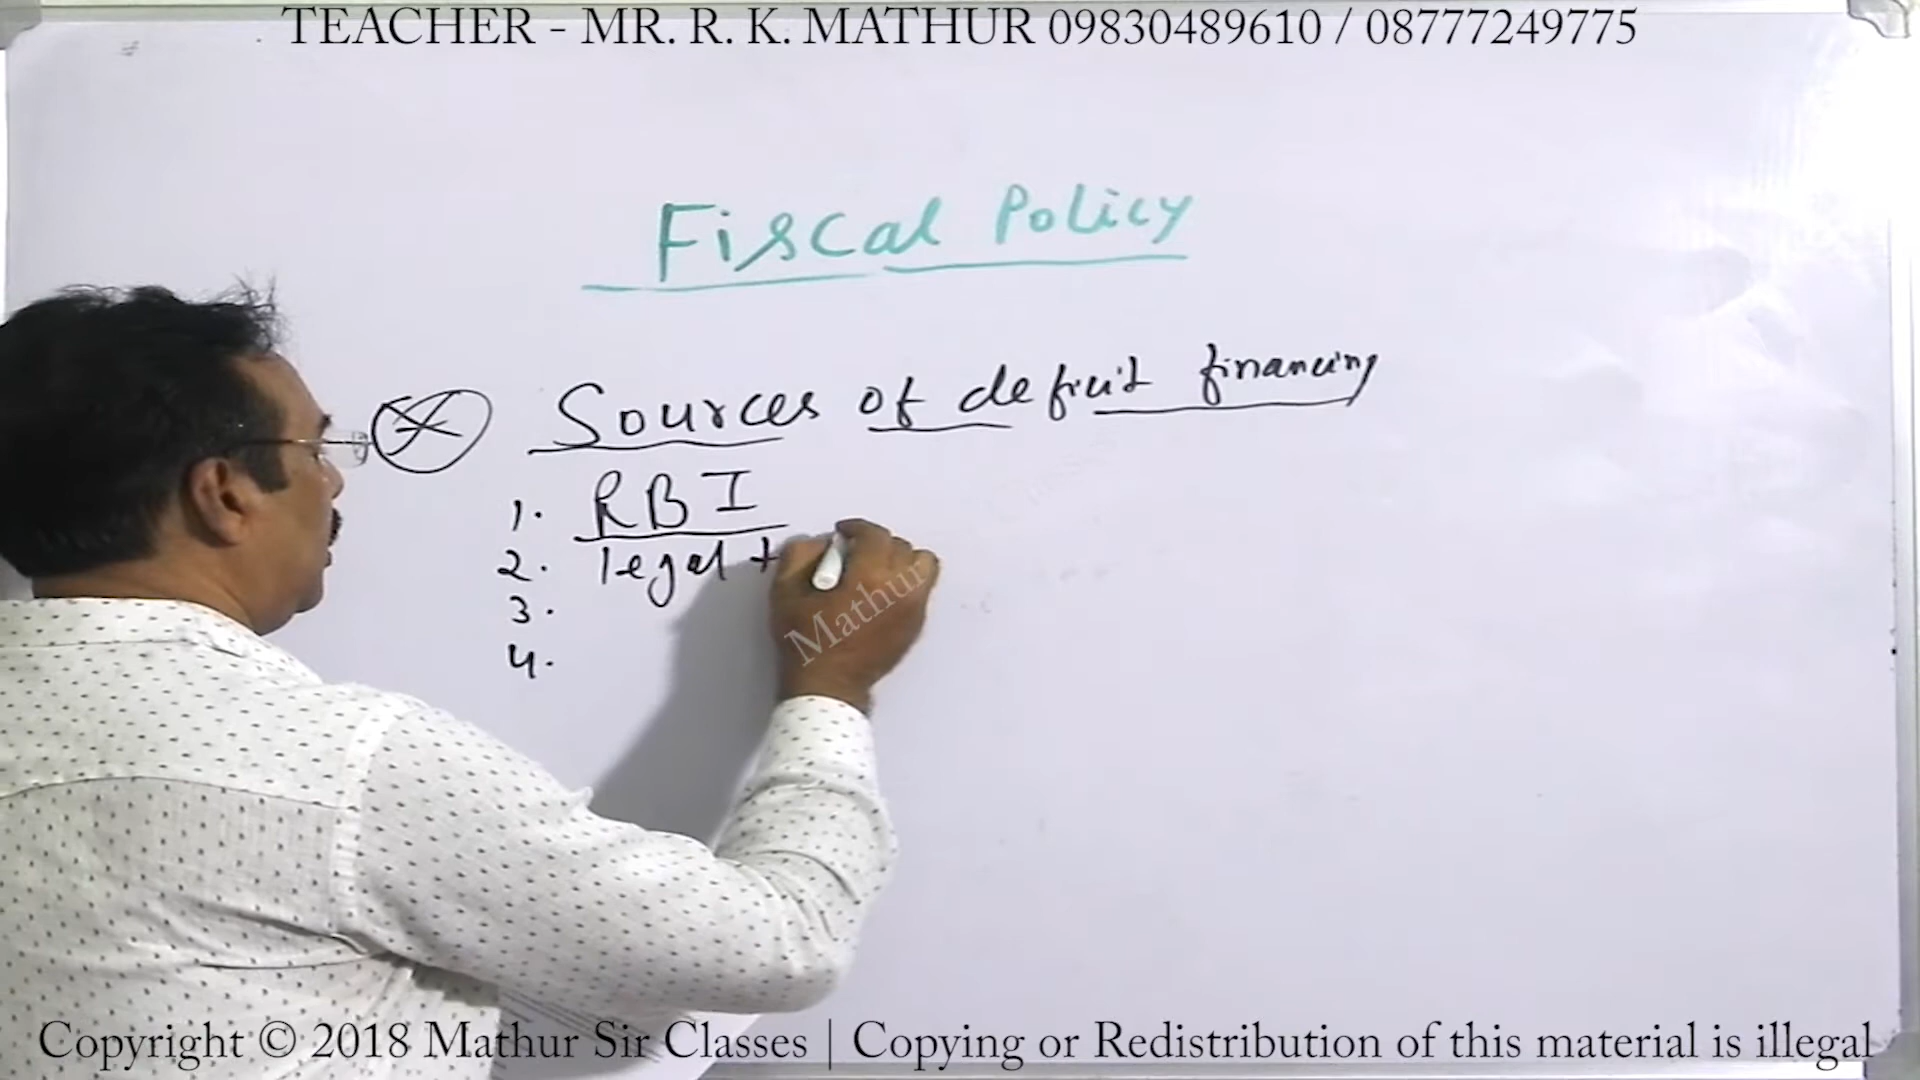 TEACHER - MR. R. K. MATHUR 09830489610 / 08777249775
Fiscal Policy
Sources of deficit financing
1. RBI
2. legal t
3.
4.
Mathur
Copyright © 2018 Mathur Sir Classes | Copying or Redistribution of this material is illegal